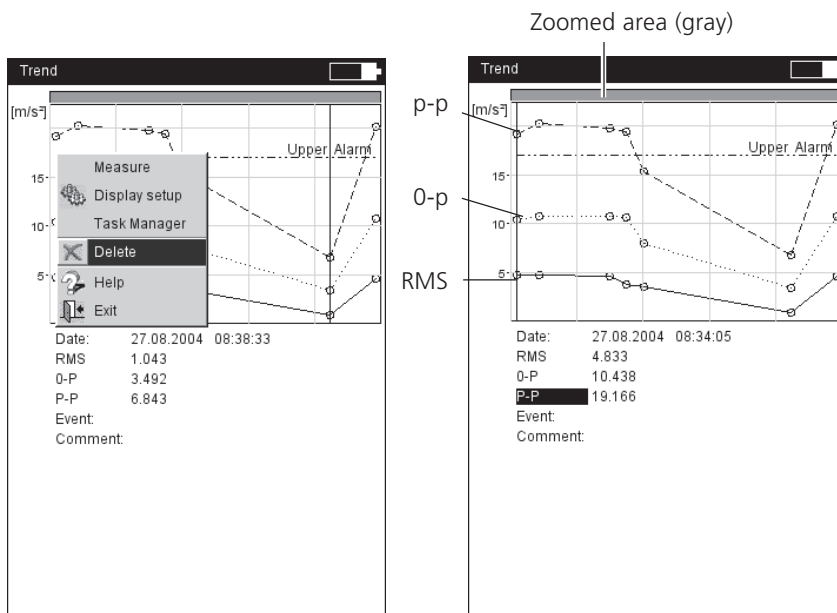 Zoomed area (gray)
Trend
[m/s²]
Upper Alarm
15
10
5
Measure
Display setup
Task Manager
Delete
Help
Exit
Date: 27.08.2004 08:38:33
RMS 1.043
0-P 3.492
P-P 6.843
Event:
Comment:
p-p
0-p
RMS
Trend
[m/s²]
Upper Alarm
15
10
5
Date: 27.08.2004 08:34:05
RMS 4.833
0-P 10.438
P-P 19.166
Event:
Comment: